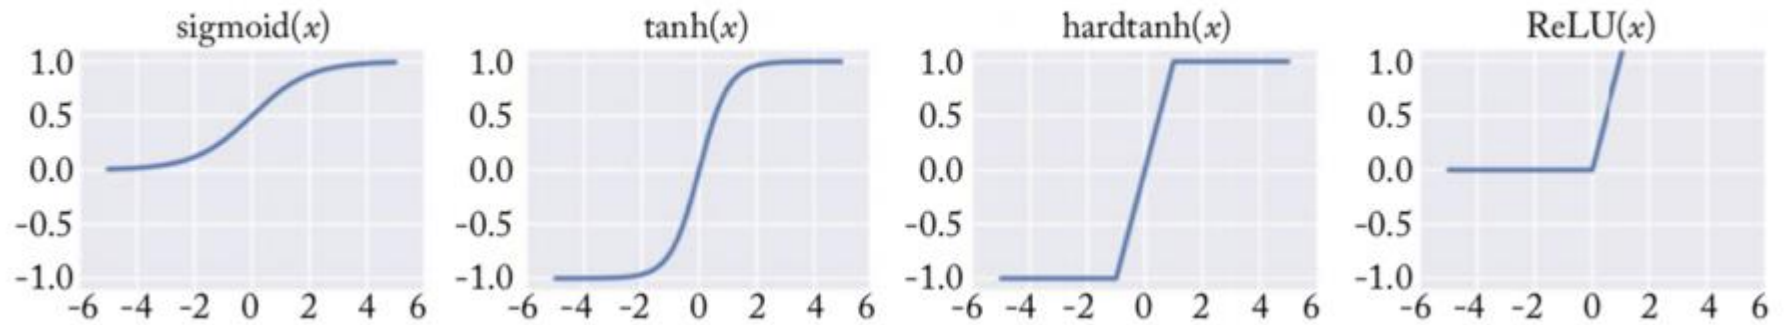 sigmoid(x) tanh(x) hardtanh(x) ReLU(x)
1.0 1.0 1.0 1.0
0.5 0.5 0.5 0.5
0.0 0.0 0.0 0.0
-0.5 -0.5 -0.5 -0.5
-1.0 -1.0 -1.0 -1.0
-6 -4 -2 0 2 4 6 -6 -4 -2 0 2 4 6 -6 -4 -2 0 2 4 6 -6 -4 -2 0 2 4 6